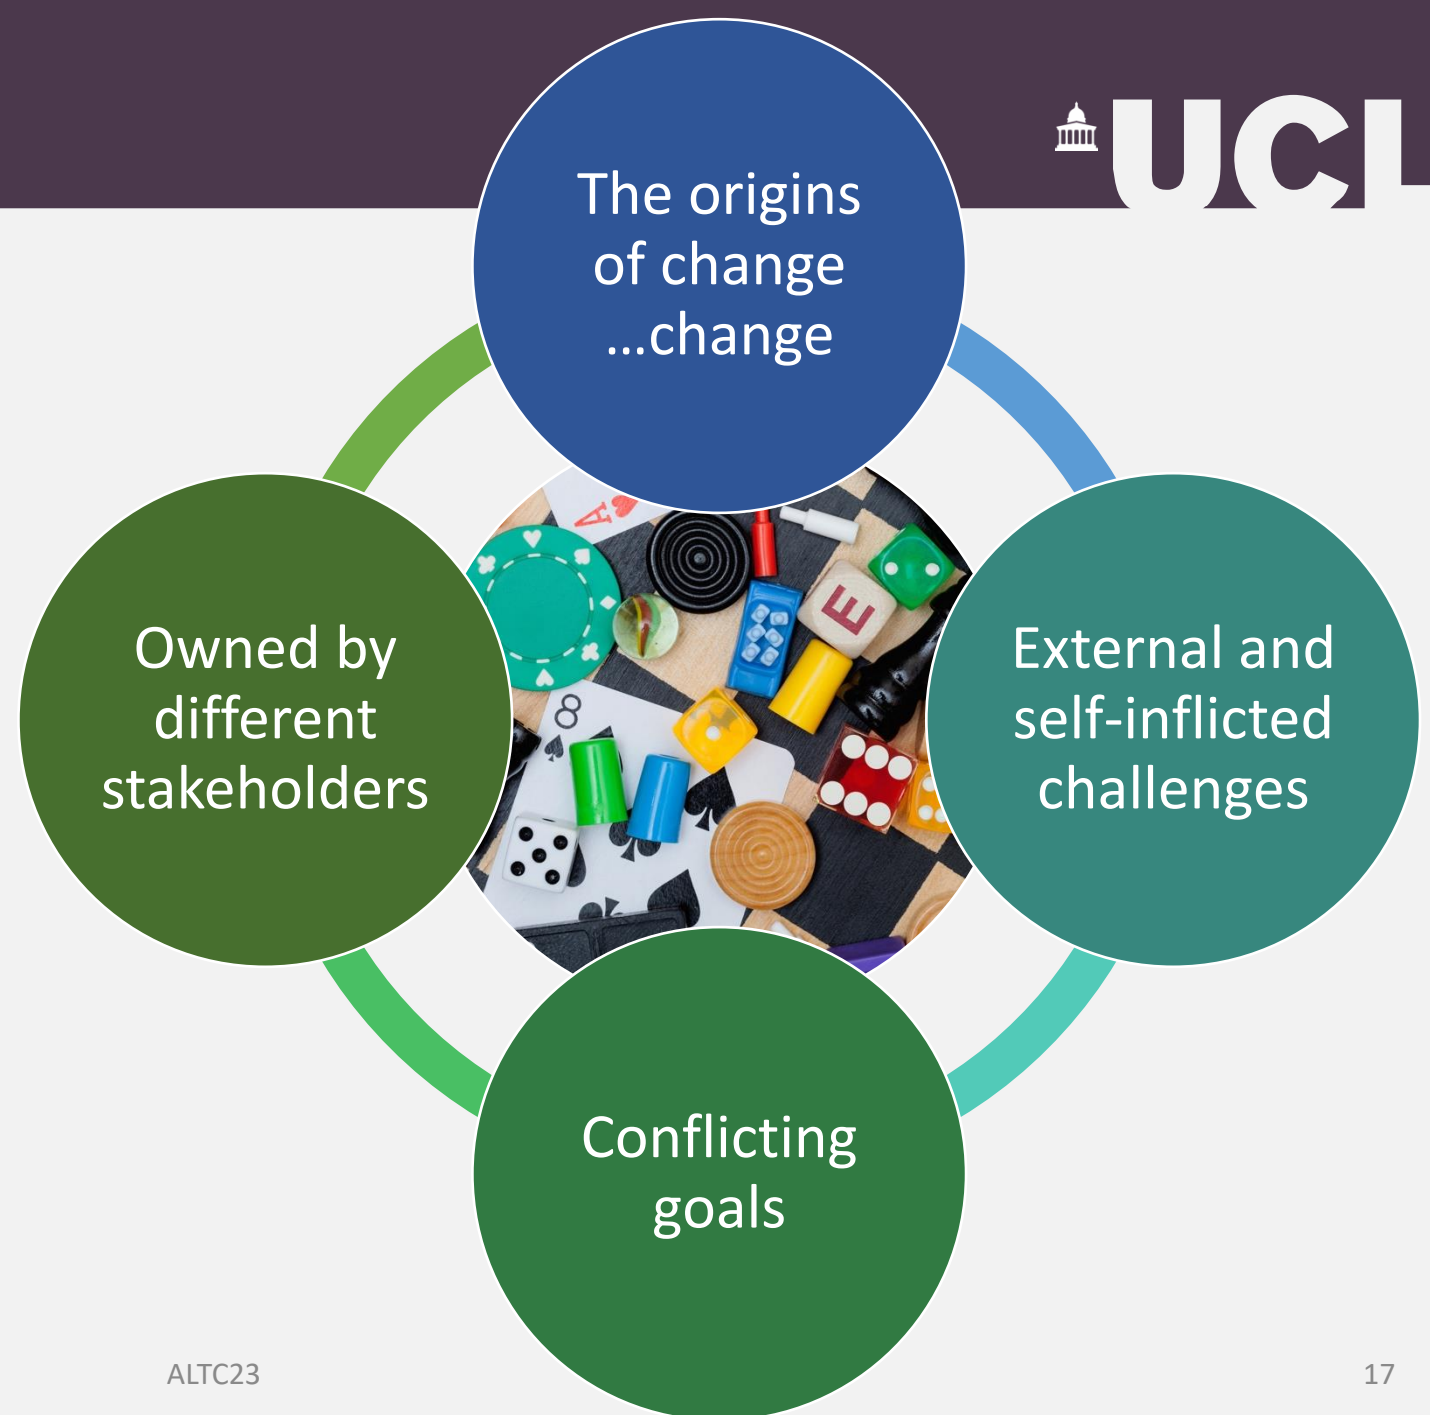 UCL
The origins
of change
...change
Owned by
different
stakeholders
External and
self-inflicted
challenges
A
E
8
Conflicting
goals
ALTC23
17